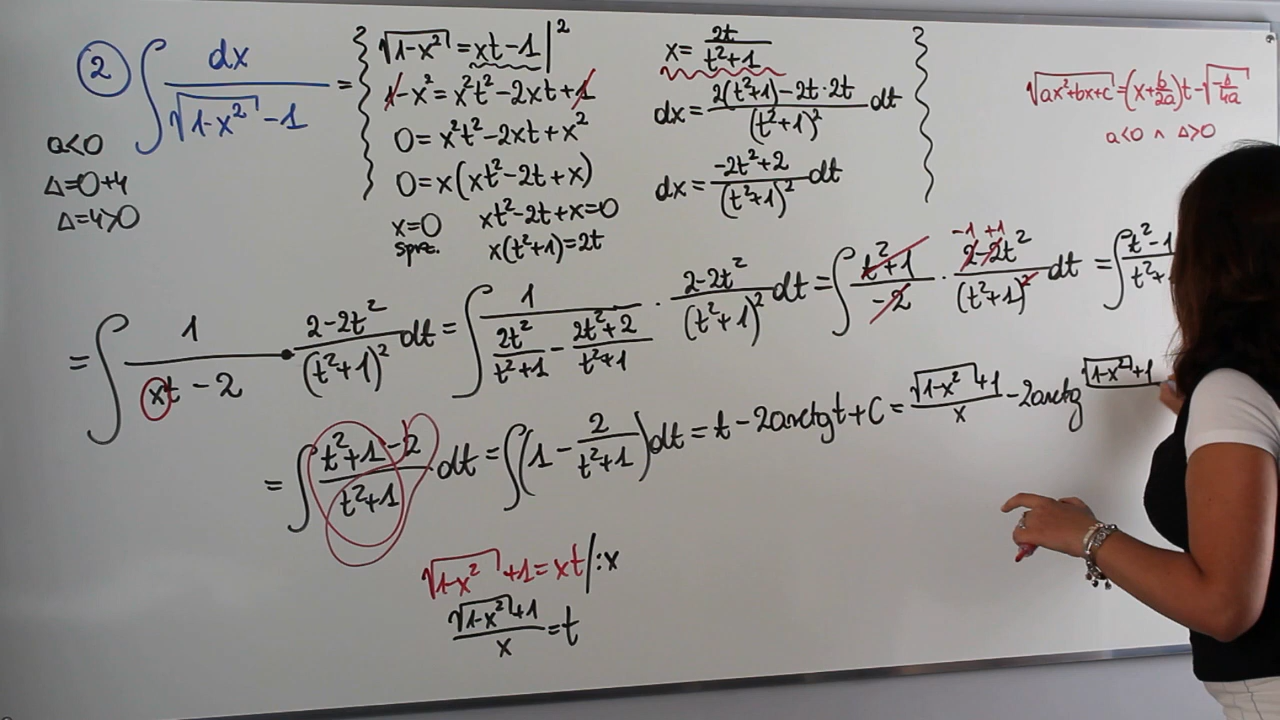 ② ∫ dx / (√(1-x²) - 1) =
a<0
Δ=0+4
Δ=4>0
√(1-x²) = xt-1 |²
1-x² = x²t²-2xt+1
0 = x²t²-2xt+x²
0 = x(xt²-2t+x)
x=0 xt²-2t+x=0
sprz. x(t²+1)=2t
x = 2t/(t²+1)
dx = (2(t²+1)-2t·2t)/(t²+1)² dt
dx = (-2t²+2)/(t²+1)² dt
√(ax²+bx+c) = (x+b/2a)t - √(-Δ/4a)
a<0 ∧ Δ>0
= ∫ 1/(xt-2) • (2-2t²)/(t²+1)² dt = ∫ 1/(2t²/(t²+1) - (2t²+2)/(t²+1)) · (2-2t²)/(t²+1)² dt = ∫ (t²+1)/(-2) · (2-2t²)/(t²+1)² dt = ∫ (t²-1)/(t²+
-1 +1
= ∫ (t²+1-2)/(t²+1) dt = ∫ (1 - 2/(t²+1)) dt = t - 2arctgt + C = (√(1-x²)+1)/x - 2arctg (√(1-x²)+1)/
√(1-x²) +1 = xt /:x
(√(1-x²)+1)/x = t